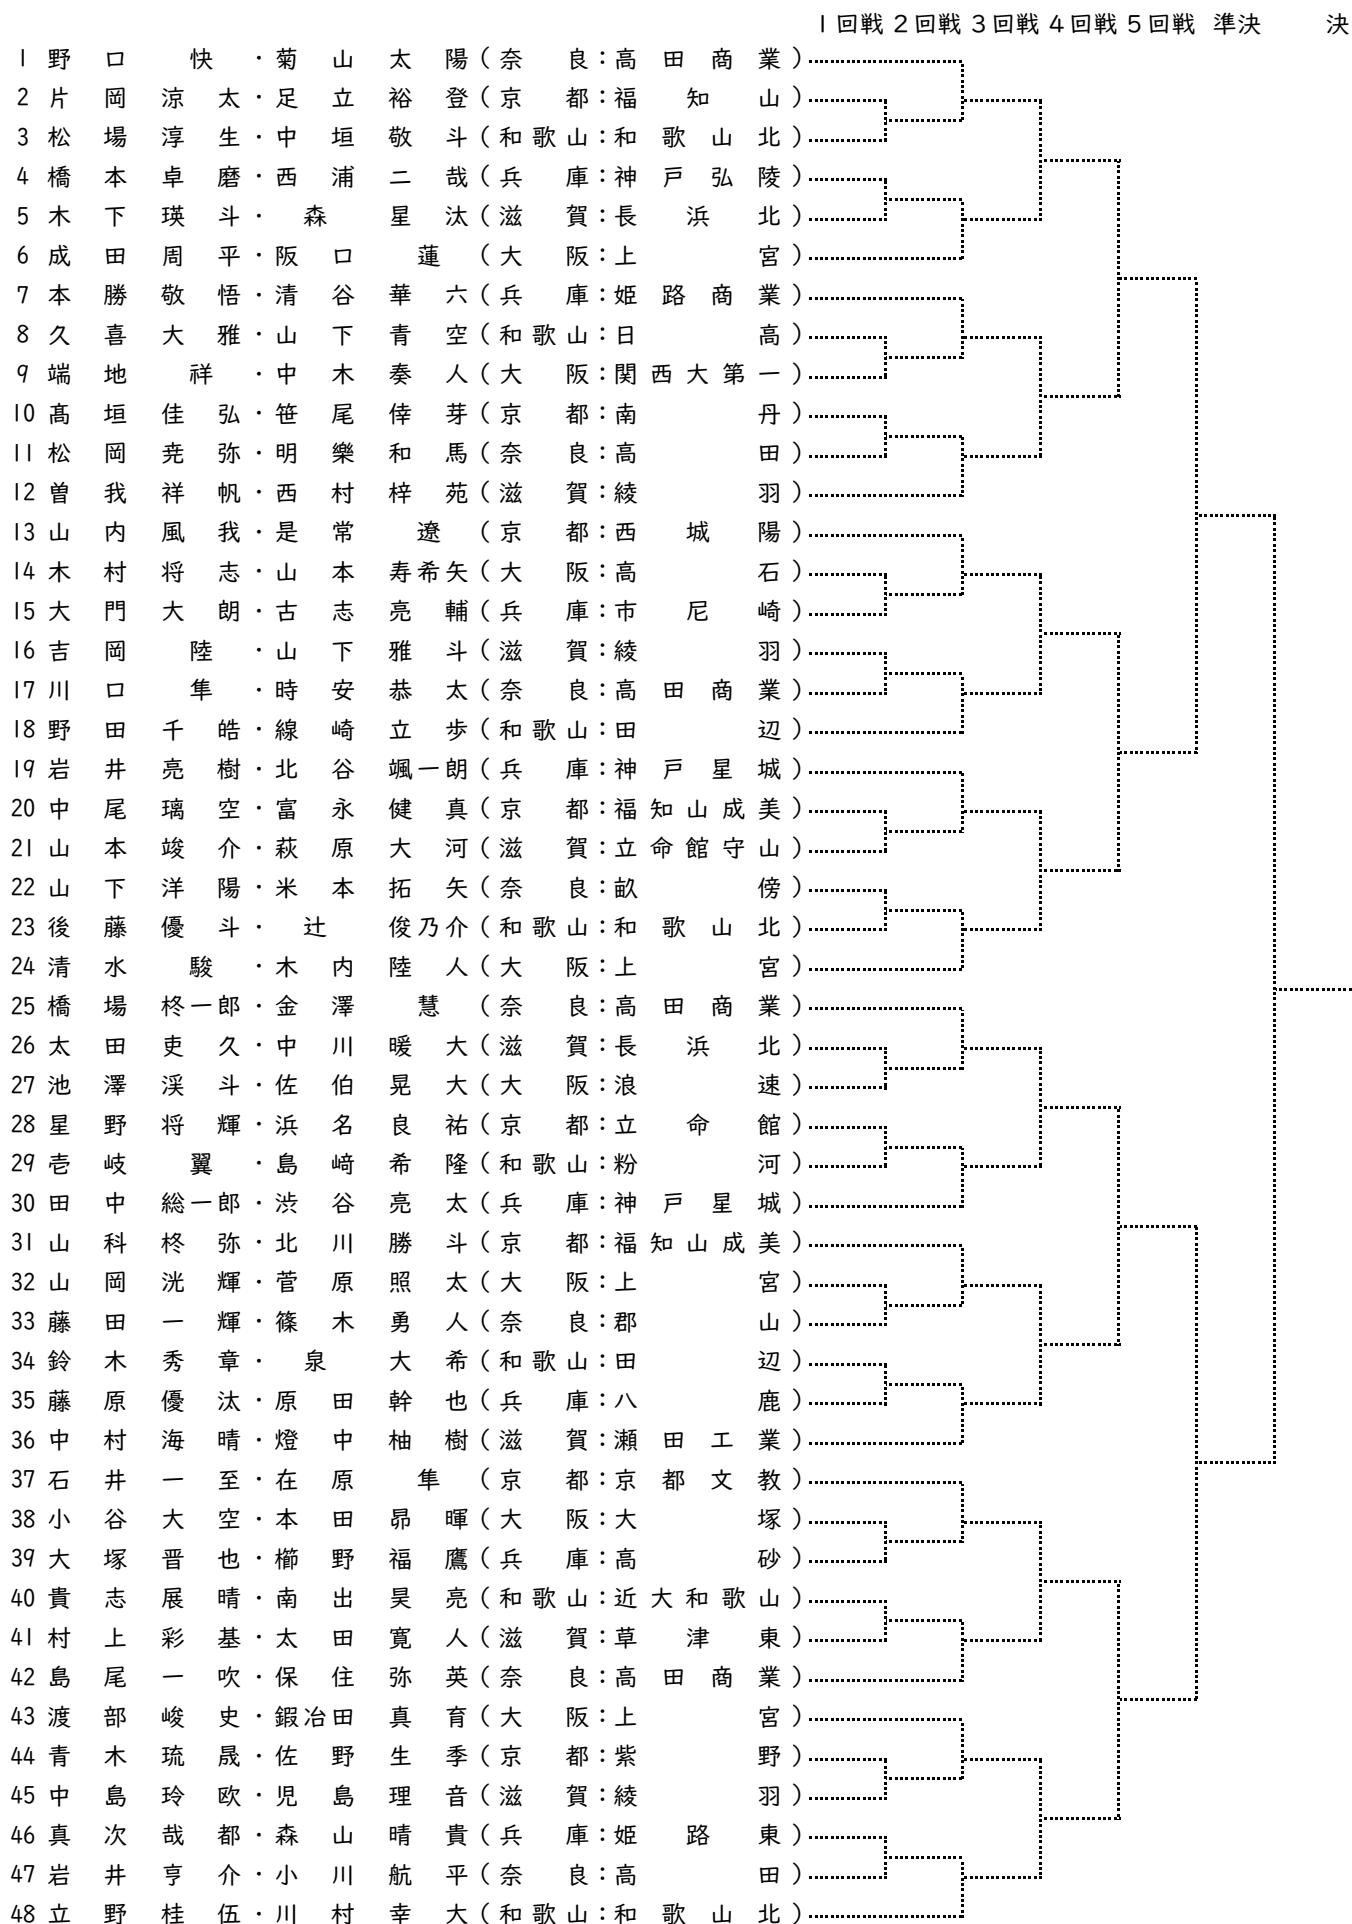 1回戦 2回戦 3回戦 4回戦 5回戦 準決 決
1 野口 快・菊山太陽(奈良:高田商業)
2 片岡涼太・足立裕登(京都:福知山)
3 松場淳生・中垣敬斗(和歌山:和歌山北)
4 橋本卓磨・西浦二哉(兵庫:神戸弘陵)
5 木下瑛斗・森 星汰(滋賀:長浜北)
6 成田周平・阪口 蓮(大阪:上宮)
7 本勝敬悟・清谷華六(兵庫:姫路商業)
8 久喜大雅・山下青空(和歌山:日高)
9 端地 祥・中木奏人(大阪:関西大第一)
10 髙垣佳弘・笹尾倖芽(京都:南丹)
11 松岡尭弥・明樂和馬(奈良:高田)
12 曽我祥帆・西村梓苑(滋賀:綾羽)
13 山内風我・是常 遼(京都:西城陽)
14 木村将志・山本寿希矢(大阪:高石)
15 大門大朗・古志亮輔(兵庫:市尼崎)
16 吉岡 陸・山下雅斗(滋賀:綾羽)
17 川口 隼・時安恭太(奈良:高田商業)
18 野田千皓・線崎立歩(和歌山:田辺)
19 岩井亮樹・北谷颯一朗(兵庫:神戸星城)
20 中尾璃空・富永健真(京都:福知山成美)
21 山本竣介・萩原大河(滋賀:立命館守山)
22 山下洋陽・米本拓矢(奈良:畝傍)
23 後藤優斗・辻 俊乃介(和歌山:和歌山北)
24 清水 駿・木内陸人(大阪:上宮)
25 橋場柊一郎・金澤 慧(奈良:高田商業)
26 太田吏久・中川暖大(滋賀:長浜北)
27 池澤渓斗・佐伯晃大(大阪:浪速)
28 星野将輝・浜名良祐(京都:立命館)
29 壱岐 翼・島﨑希隆(和歌山:粉河)
30 田中総一郎・渋谷亮太(兵庫:神戸星城)
31 山科柊弥・北川勝斗(京都:福知山成美)
32 山岡洸輝・菅原照太(大阪:上宮)
33 藤田一輝・篠木勇人(奈良:郡山)
34 鈴木秀章・泉 大希(和歌山:田辺)
35 藤原優汰・原田幹也(兵庫:八鹿)
36 中村海晴・燈中柚樹(滋賀:瀬田工業)
37 石井一至・在原 隼(京都:京都文教)
38 小谷大空・本田昴暉(大阪:大塚)
39 大塚晋也・櫛野福鷹(兵庫:高砂)
40 貴志展晴・南出昊亮(和歌山:近大和歌山)
41 村上彩基・太田寛人(滋賀:草津東)
42 島尾一吹・保住弥英(奈良:高田商業)
43 渡部峻史・鍜冶田真育(大阪:上宮)
44 青木琉晟・佐野生季(京都:紫野)
45 中島玲欧・児島理音(滋賀:綾羽)
46 真次哉都・森山晴貴(兵庫:姫路東)
47 岩井亨介・小川航平(奈良:高田)
48 立野桂伍・川村幸大(和歌山:和歌山北)